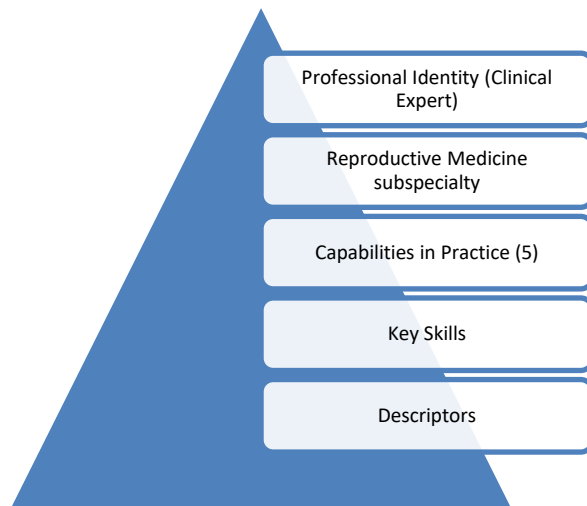 Professional Identity (Clinical
Expert)
Reproductive Medicine
subspecialty
Capabilities in Practice (5)
Key Skills
Descriptors